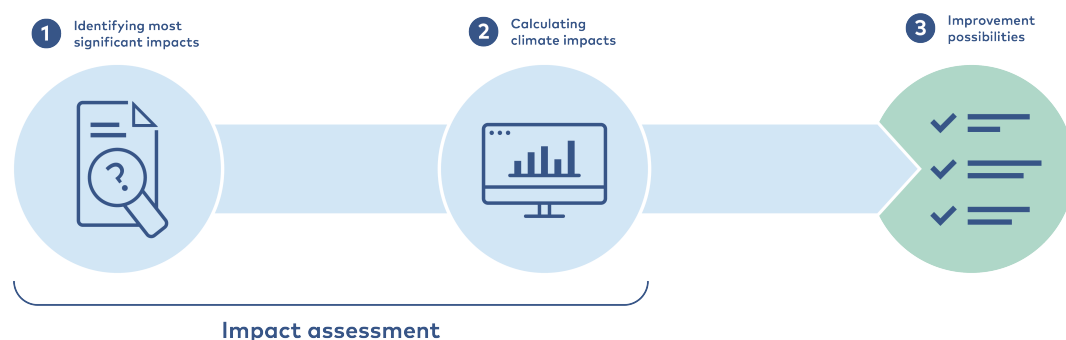 1
Identifying most
significant impacts
2
Calculating
climate impacts
3
Improvement
possibilities
?
Impact assessment